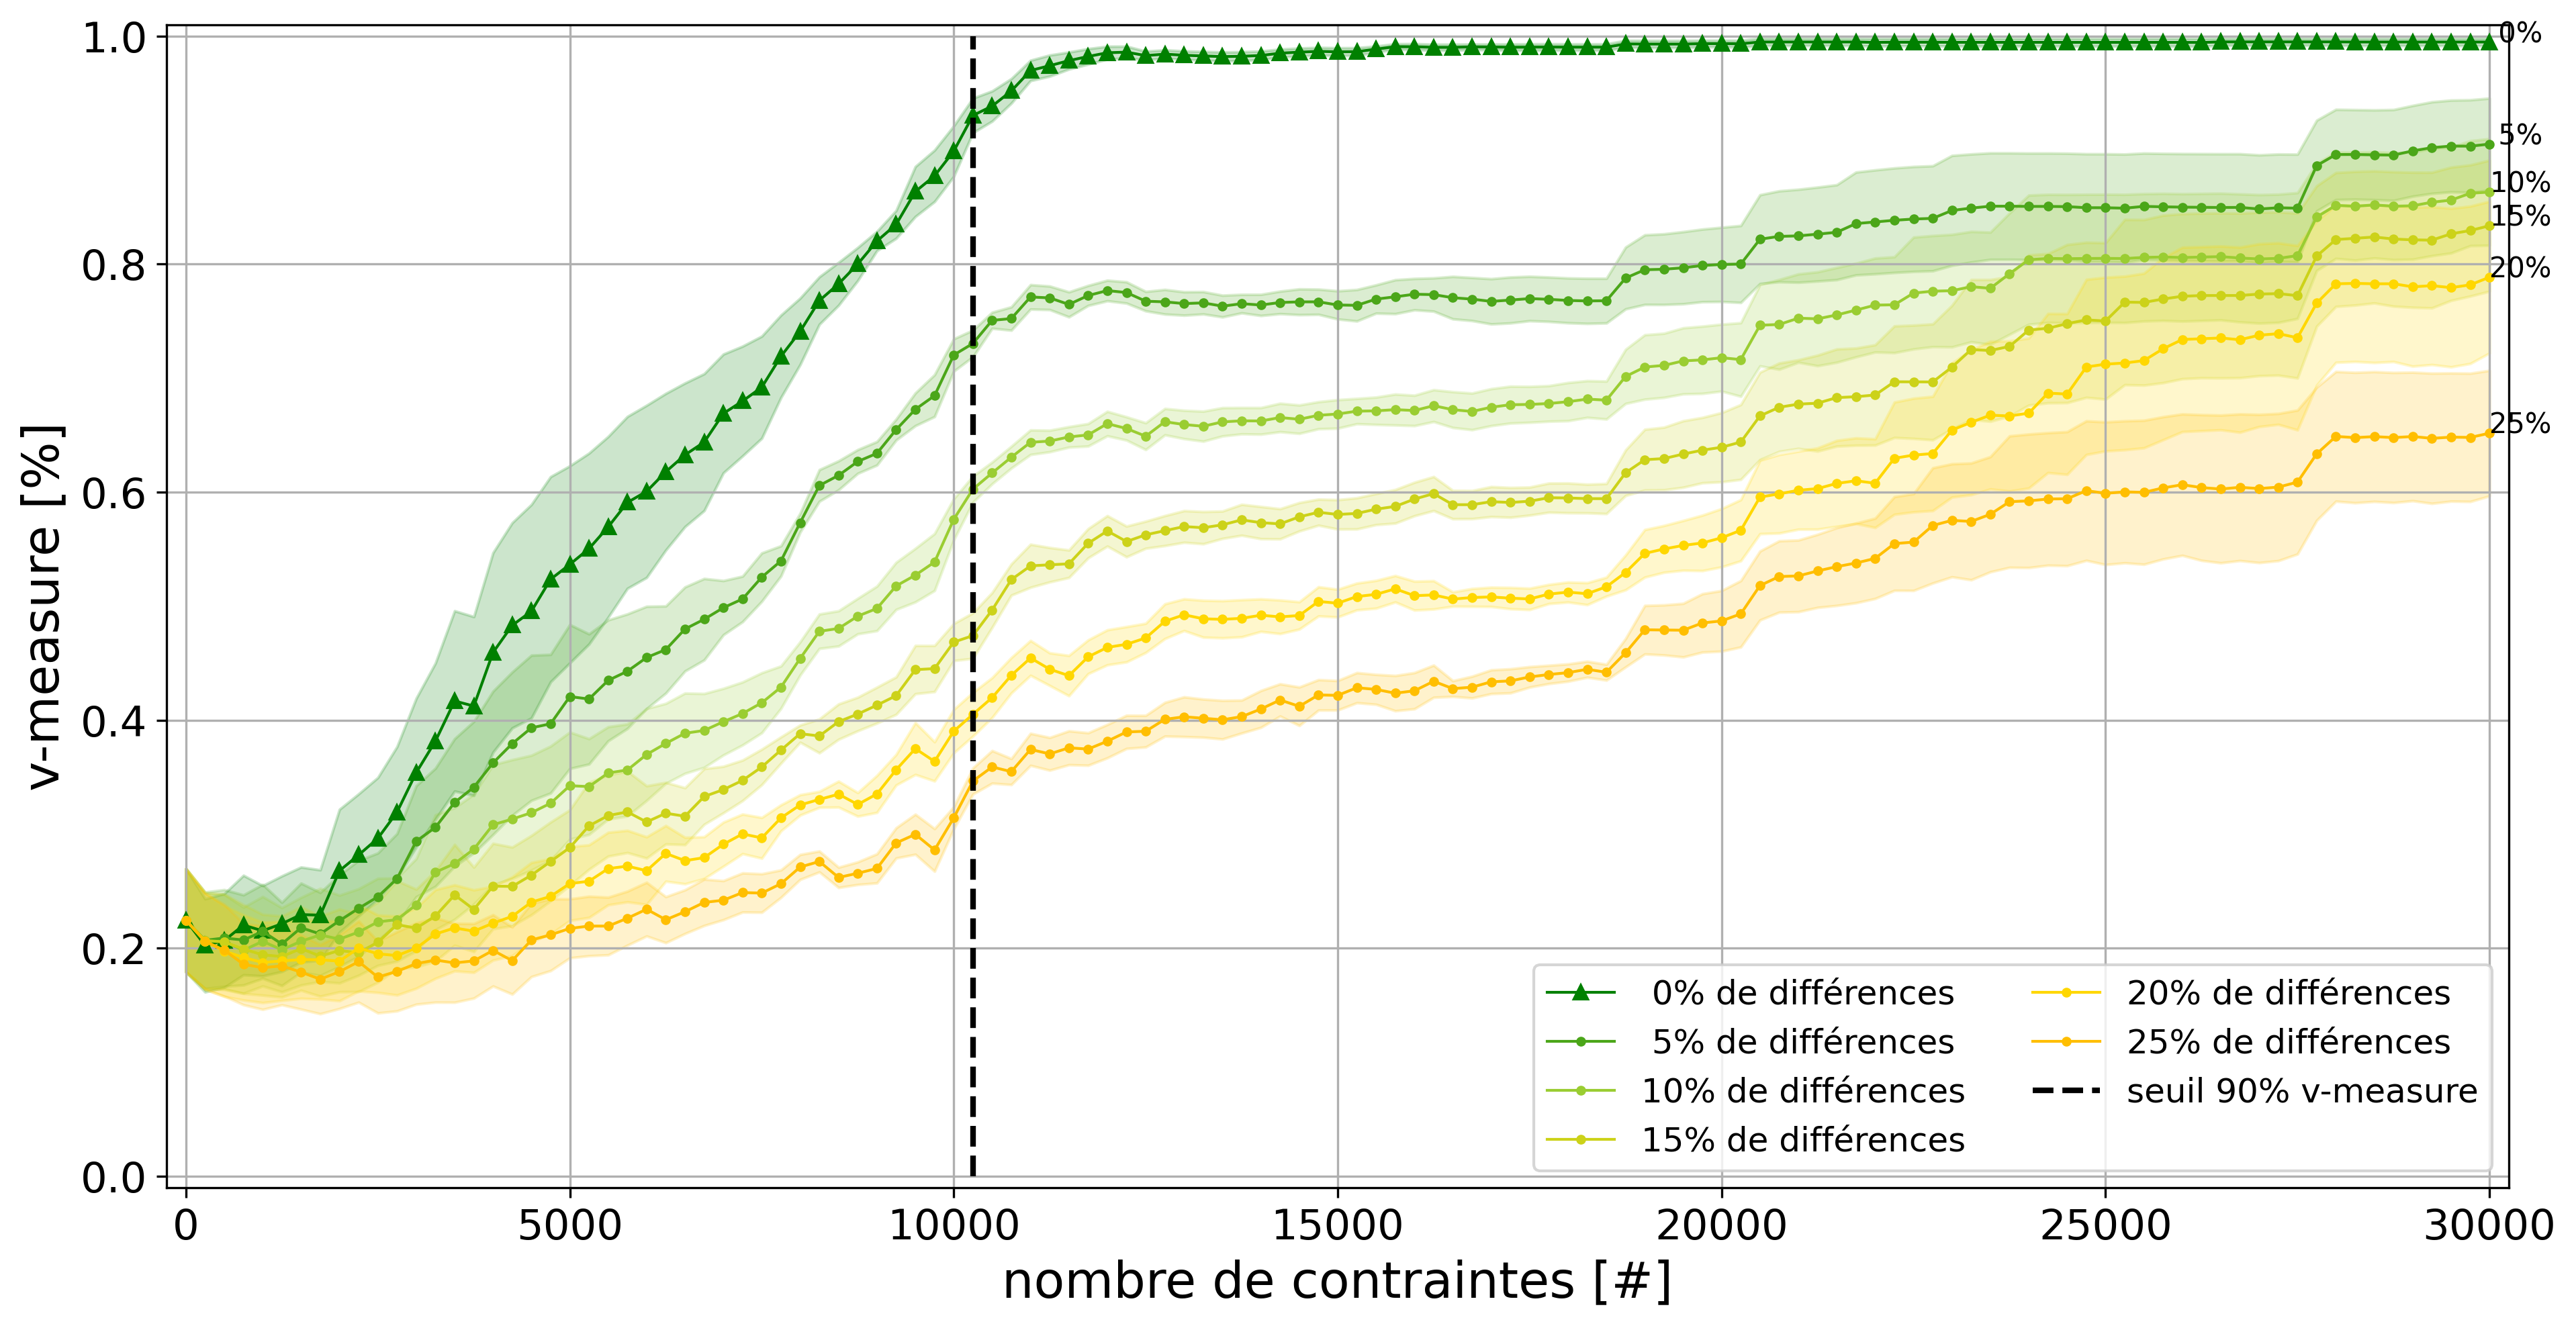 1.0
0.8
0.6
0.4
0.2
0.0
v-measure [%]
0%
5%
10%
15%
20%
25%
0% de différences
5% de différences
10% de différences
15% de différences
20% de différences
25% de différences
seuil 90% v-measure
0 5000 10000 15000 20000 25000 30000
nombre de contraintes [#]